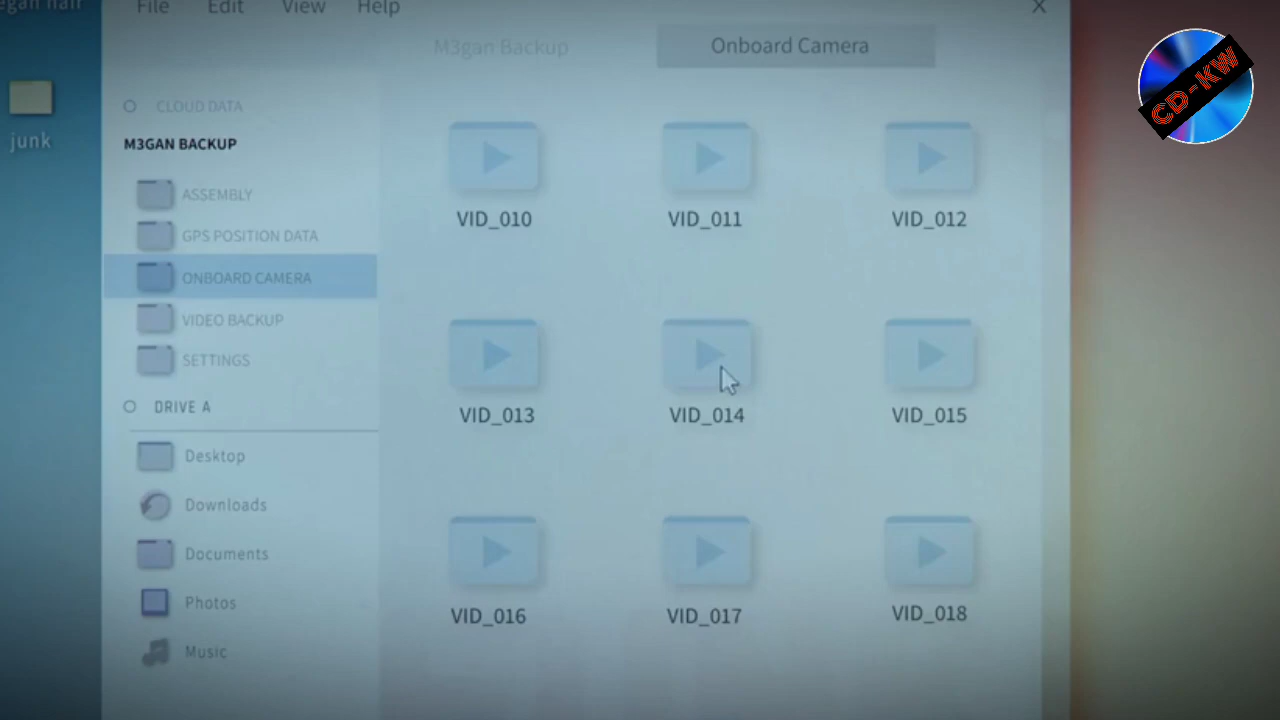 egan hair
junk
File Edit View Help X
M3gan Backup Onboard Camera
CLOUD DATA
M3GAN BACKUP
ASSEMBLY
GPS POSITION DATA
ONBOARD CAMERA
VIDEO BACKUP
SETTINGS
DRIVE A
Desktop
Downloads
Documents
Photos
Music
VID_010 VID_011 VID_012
VID_013 VID_014 VID_015
VID_016 VID_017 VID_018
CD-KW